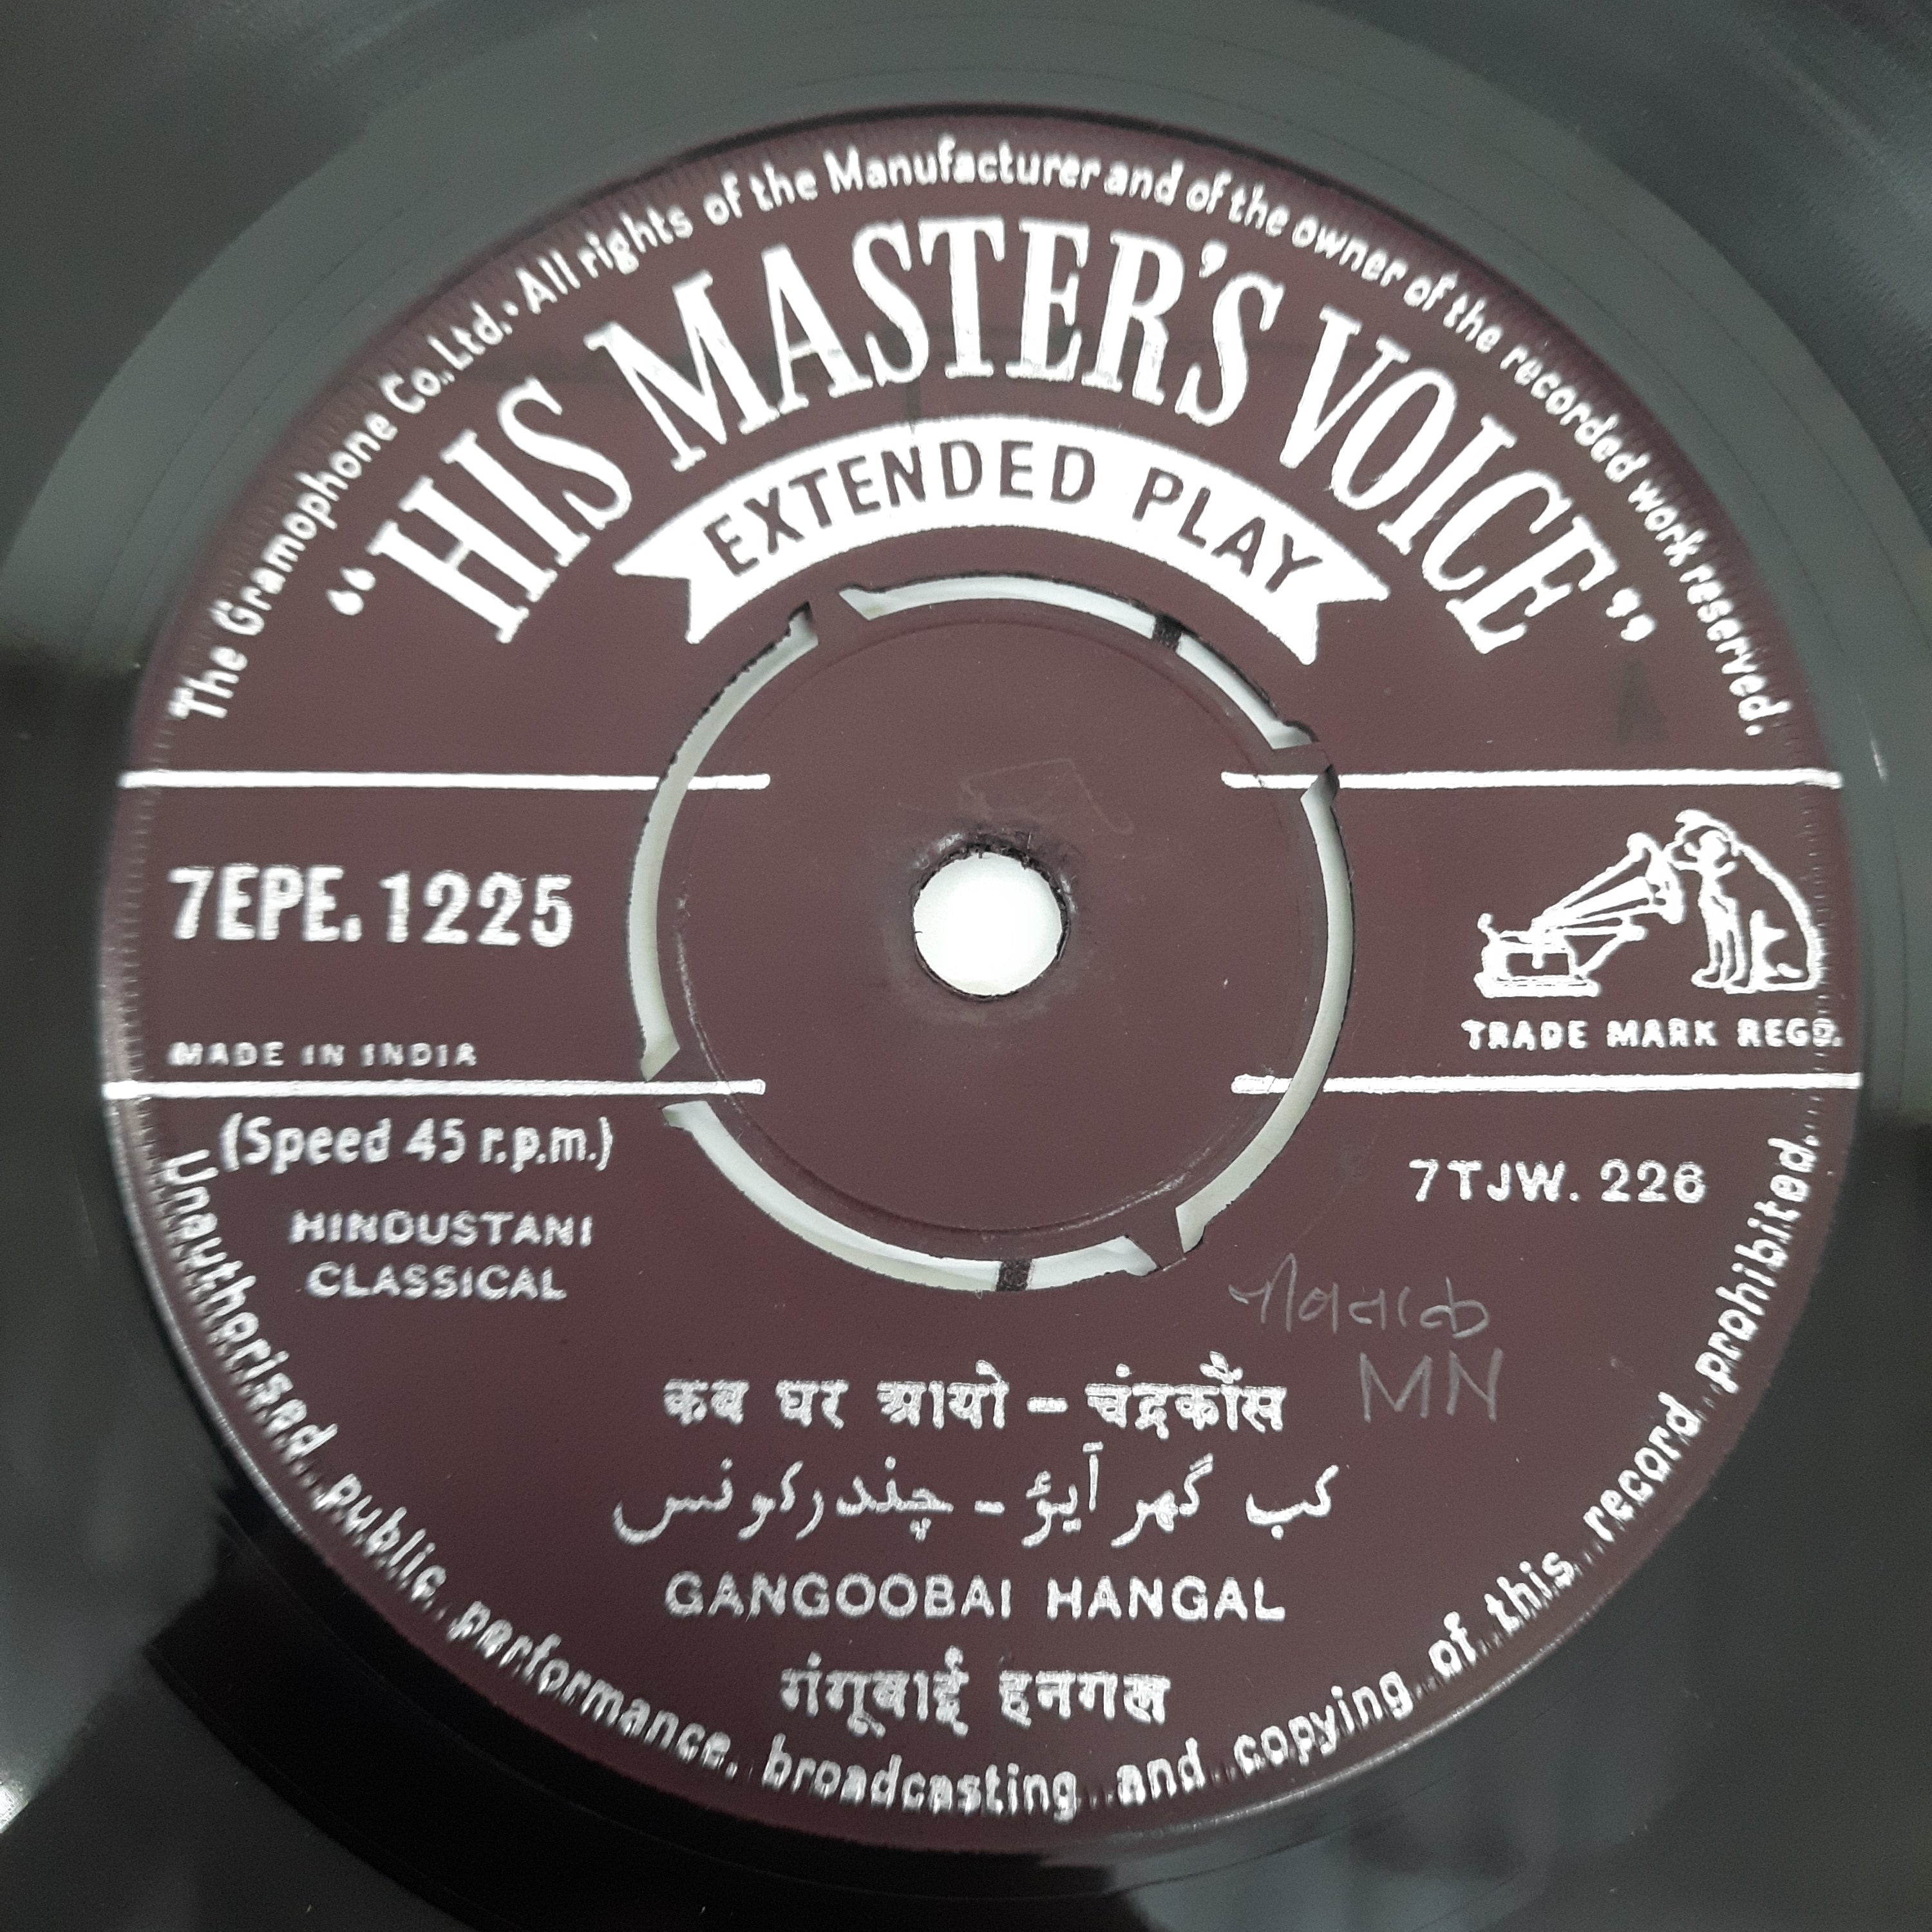 The Gramophone Co. Ltd. · All rights of the Manufacturer and of the owner of the recorded work reserved.
“HIS MASTER’S VOICE”
EXTENDED PLAY
7EPE. 1225
MADE IN INDIA
TRADE MARK REGD.
(Speed 45 r.p.m.)
7TJW. 226
HINDUSTANI
CLASSICAL
MN
कब घर आयो – चंद्रकौंस
کب گھر آیؤ - چندرکونس
GANGOOBAI HANGAL
गंगूबाई हनगल
Unauthorised public performance, broadcasting and copying of this record prohibited.